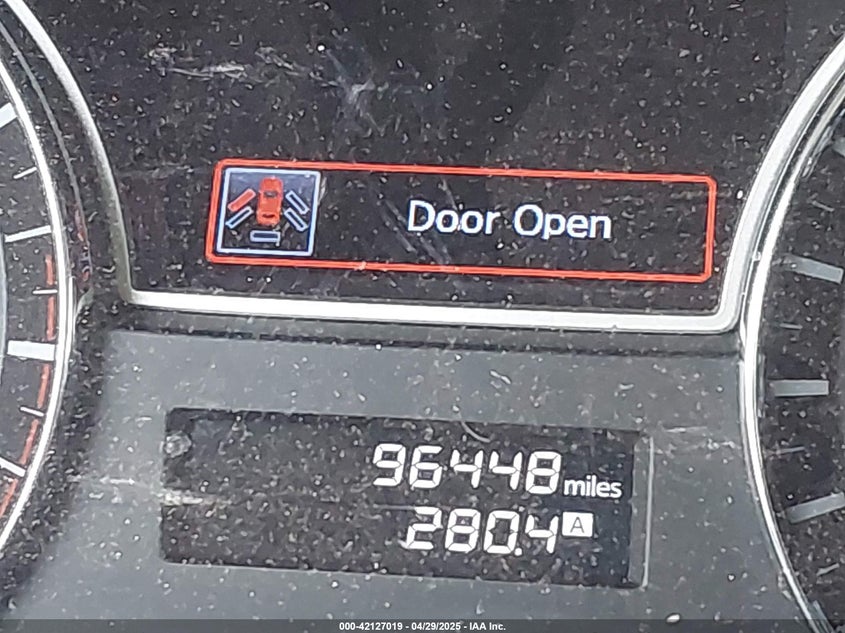 Door Open
96448 miles
280.4 A
000-42127019 - 04/29/2025 - IAA Inc.